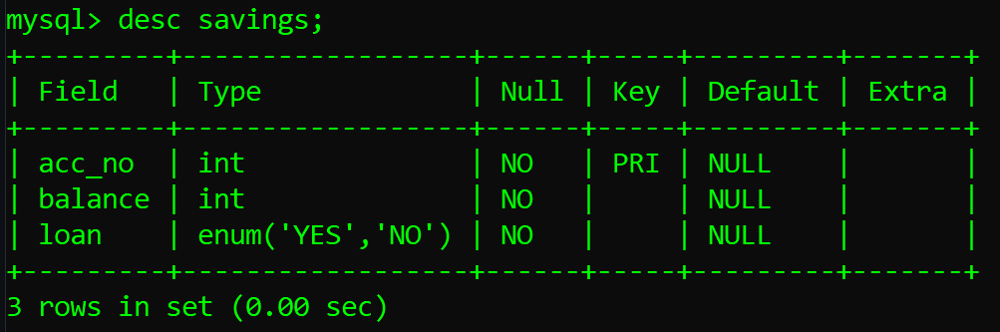 mysql> desc savings;
+---------+------------------+------+-----+---------+-------+
| Field   | Type             | Null | Key | Default | Extra |
+---------+------------------+------+-----+---------+-------+
| acc_no  | int              | NO   | PRI | NULL    |       |
| balance | int              | NO   |     | NULL    |       |
| loan    | enum('YES','NO') | NO   |     | NULL    |       |
+---------+------------------+------+-----+---------+-------+
3 rows in set (0.00 sec)